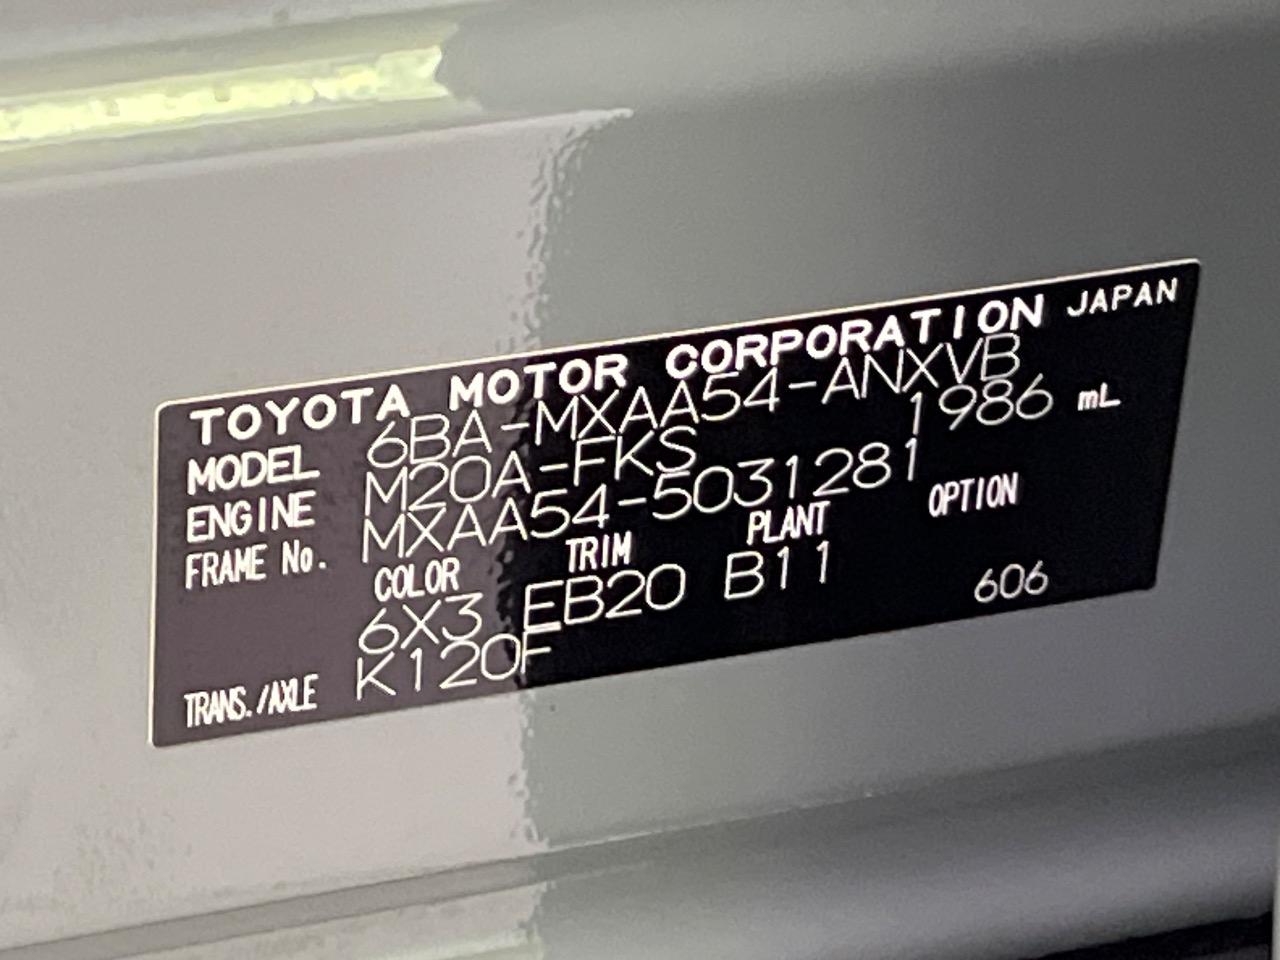 TOYOTA MOTOR CORPORATION JAPAN
MODEL 6BA-MXAA54-ANXVB
ENGINE M20A-FKS 1986 mL
FRAME No. MXAA54-5031281
COLOR TRIM PLANT OPTION
6X3 EB20 B11 606
TRANS./AXLE K120F